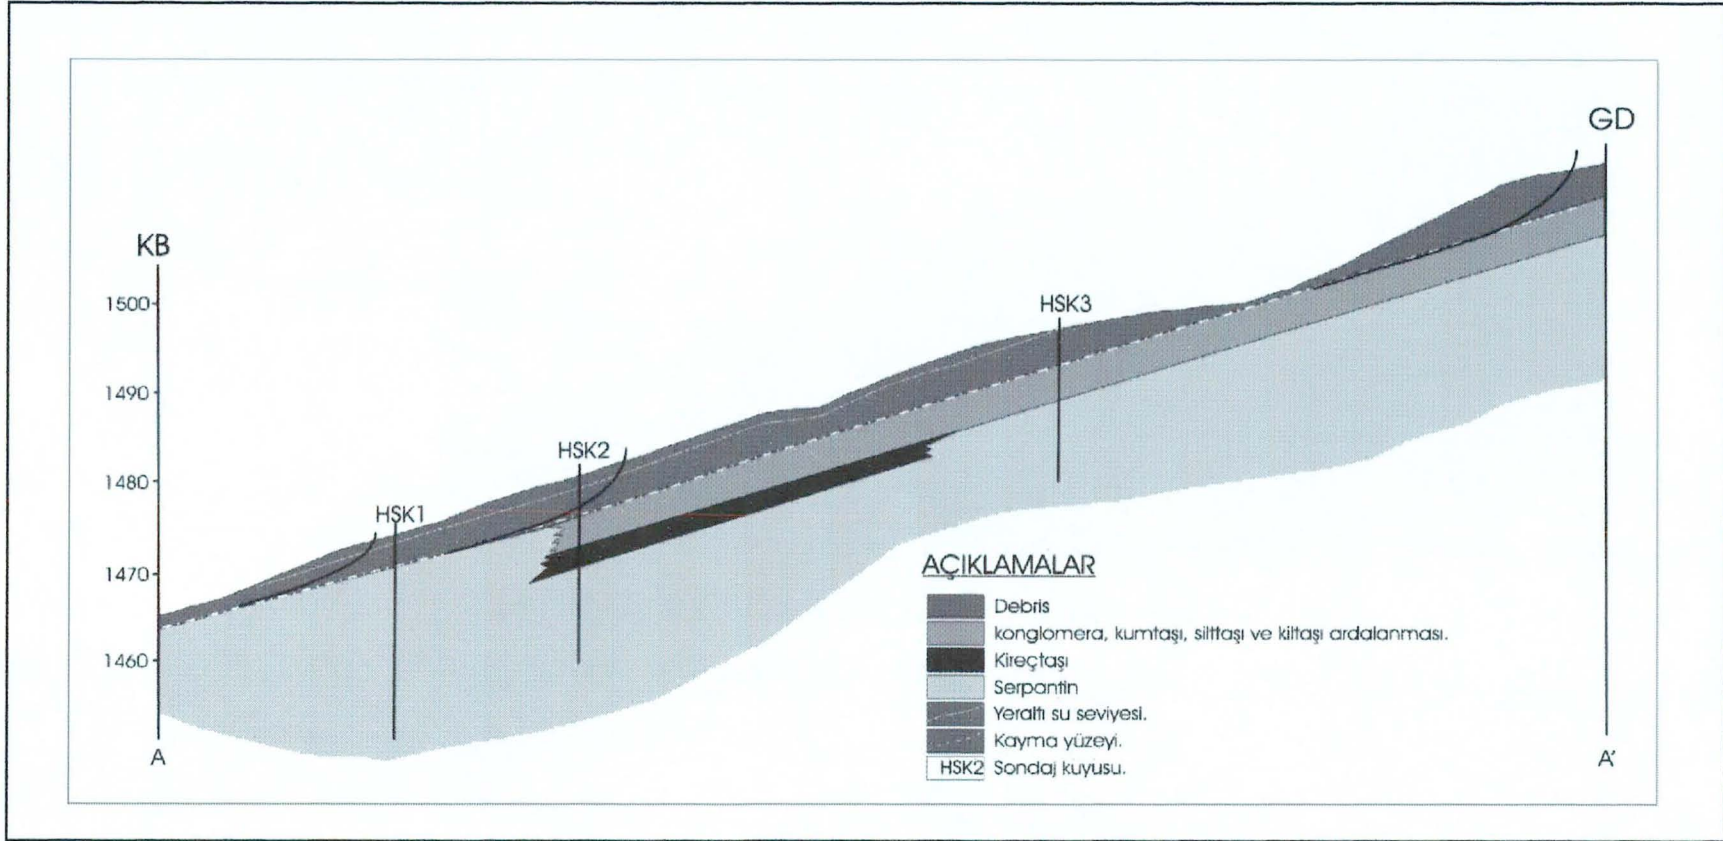 GD
KB
1500
HSK3
1490
HSK2
1480
HSK1
1470
1460
AÇIKLAMALAR
Debris
konglomera, kumtaşı, silttaşı ve kiltaşı ardalanması.
Kireçtaşı
Serpantin
Yeraltı su seviyesi.
Kayma yüzeyi.
HSK2 Sondaj kuyusu.
A
A'